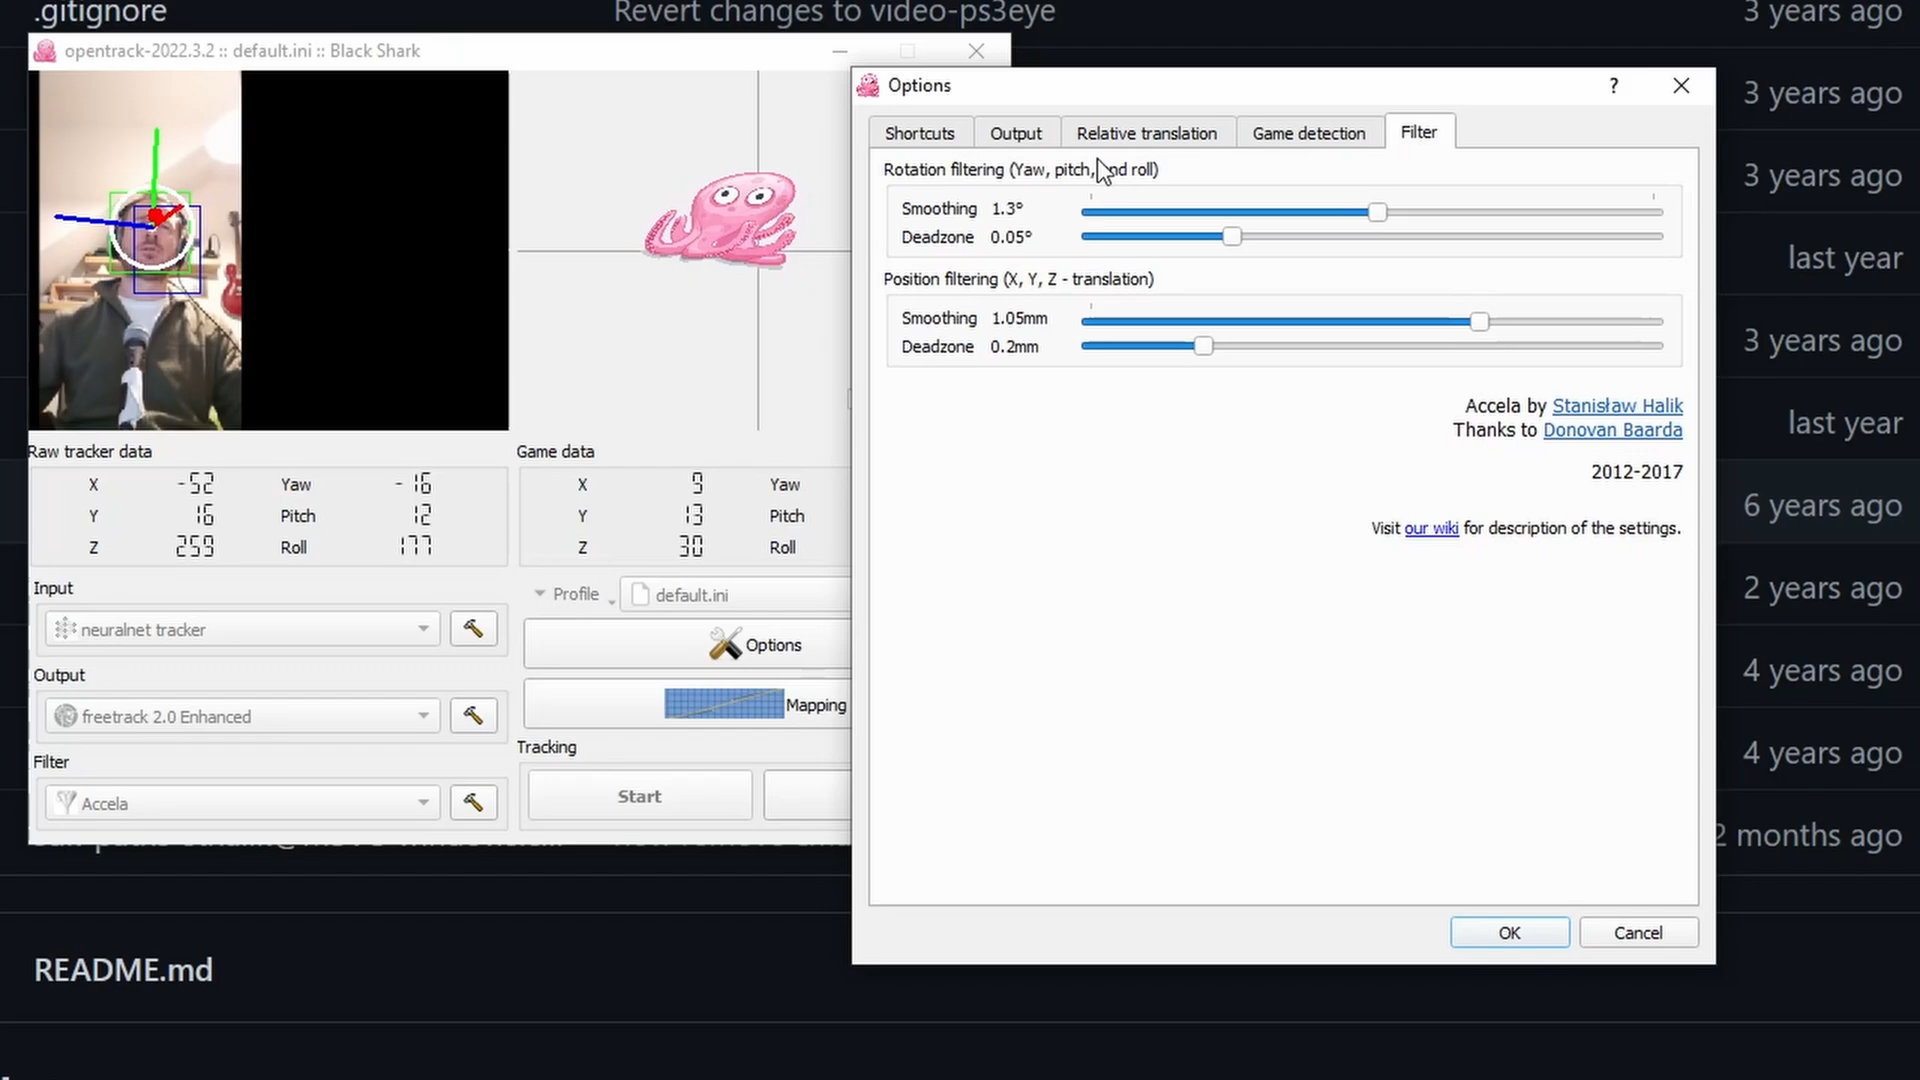 .gitignore
Revert changes to video-ps3eye
3 years ago
opentrack-2022.3.2 :: default.ini :: Black Shark
Raw tracker data
X -52 Yaw -16
Y 16 Pitch 12
Z 259 Roll 177
Game data
X 9 Yaw
Y 13 Pitch
Z 30 Roll
Input
neuralnet tracker
Output
freetrack 2.0 Enhanced
Filter
Accela
Profile
default.ini
Options
Mapping
Tracking
Start
Options
?
Shortcuts
Output
Relative translation
Game detection
Filter
Rotation filtering (Yaw, pitch, and roll)
Smoothing 1.3°
Deadzone 0.05°
Position filtering (X, Y, Z - translation)
Smoothing 1.05mm
Deadzone 0.2mm
Accela by Stanisław Halik
Thanks to Donovan Baarda
2012-2017
Visit our wiki for description of the settings.
OK
Cancel
3 years ago
3 years ago
last year
3 years ago
last year
6 years ago
2 years ago
4 years ago
4 years ago
2 months ago
README.md